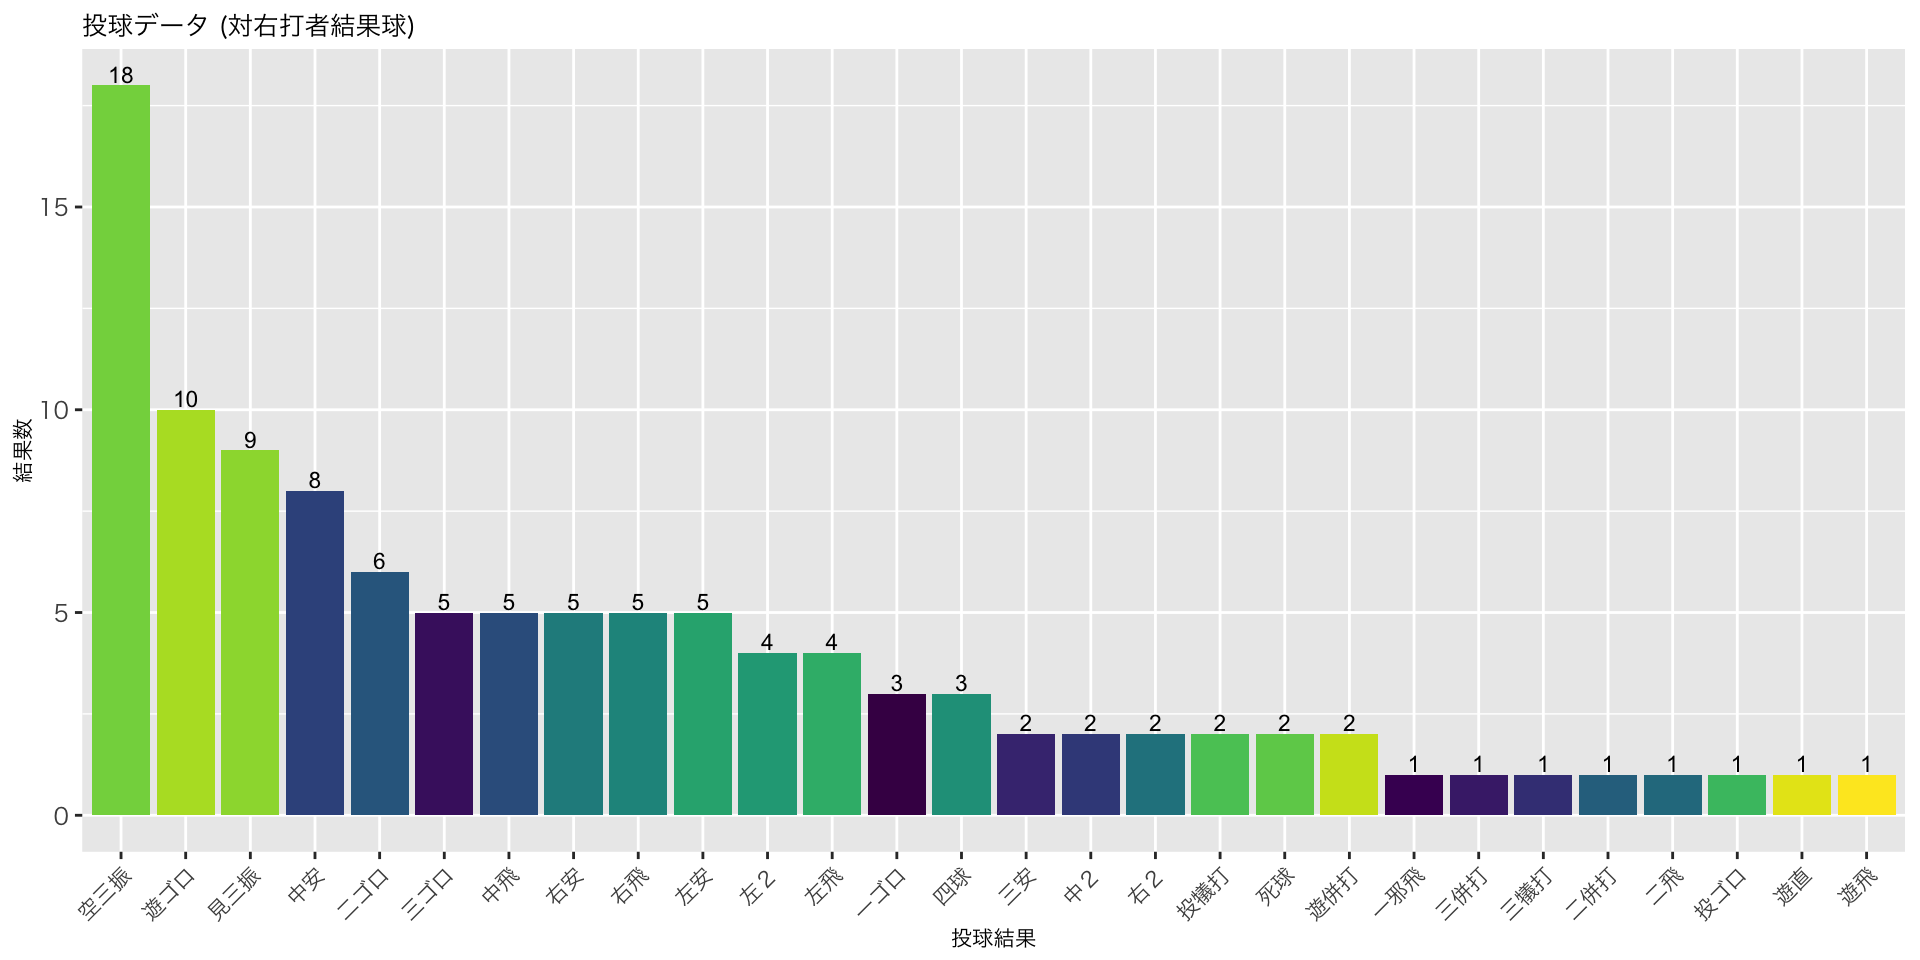 投球データ (対右打者結果球)
結果数
15
10
5
0
18
10
9
8
6
5
5
5
5
5
4
4
3
3
2
2
2
2
2
2
1
1
1
1
1
1
1
1
空三振
遊ゴロ
見三振
中安
二ゴロ
三ゴロ
中飛
右安
右飛
左安
左２
左飛
一ゴロ
四球
三安
中２
右２
投犠打
死球
遊併打
一邪飛
三併打
三犠打
二併打
二飛
投ゴロ
遊直
遊飛
投球結果